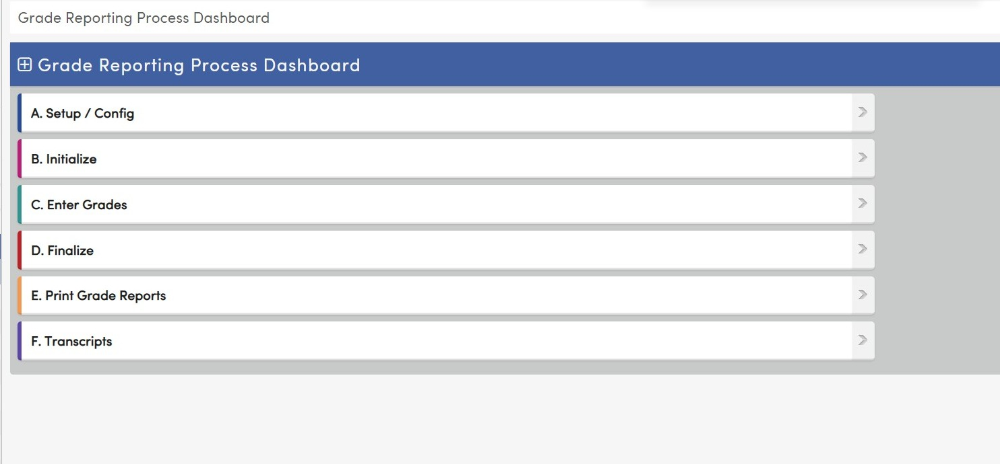 Grade Reporting Process Dashboard
Grade Reporting Process Dashboard
A. Setup / Config
B. Initialize
C. Enter Grades
D. Finalize
E. Print Grade Reports
F. Transcripts